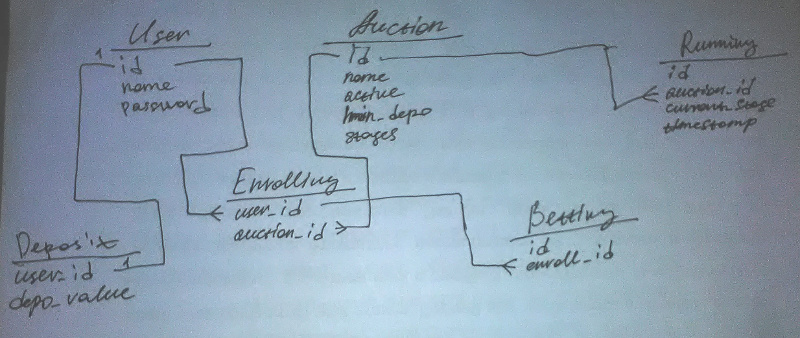 User
1 id
name
password
Auction
id
name
active
min_depo
stages
Running
id
auction_id
current_stage
timestamp
Enrolling
user_id
auction_id
Betting
id
enroll_id
Deposit
user_id 1
depo_value